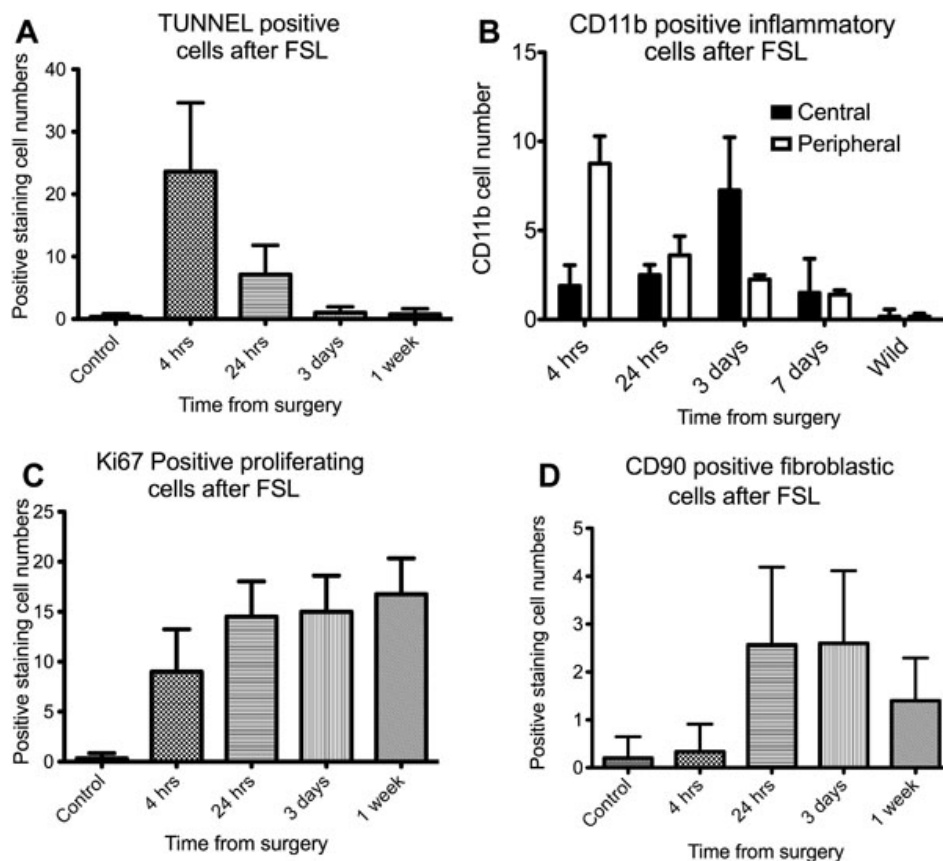 A
TUNNEL positive
cells after FSL
Positive staining cell numbers
40
30
20
10
0
Control
4 hrs
24 hrs
3 days
1 week
Time from surgery
B
CD11b positive inflammatory
cells after FSL
CD11b cell number
15
10
5
0
Central
Peripheral
4 hrs
24 hrs
3 days
7 days
Wild
Time from surgery
C
Ki67 Positive proliferating
cells after FSL
Positive staining cell numbers
25
20
15
10
5
0
Control
4 hrs
24 hrs
3 days
1 week
Time from surgery
D
CD90 positive fibroblastic
cells after FSL
Positive staining cell numbers
5
4
3
2
1
0
Control
4 hrs
24 hrs
3 days
1 week
Time from surgery